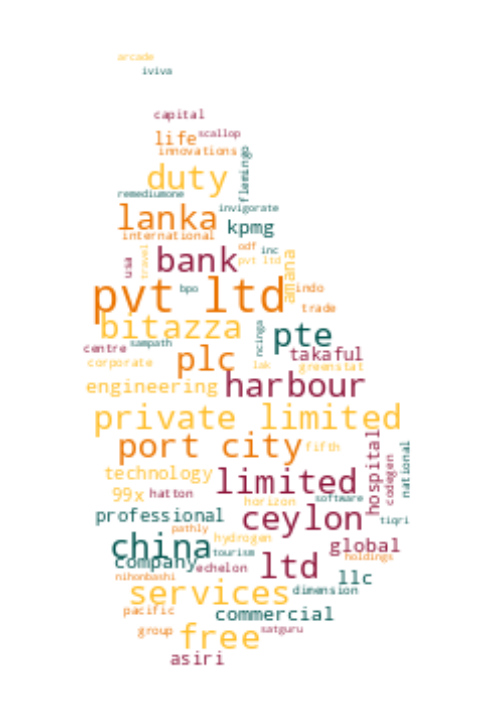 arcade
iviva
capital
life
scallop
innovations
flemingo
duty
remediumone
lanka
invigorate
kpmg
international
odf
inc
usa
travel
bank
pvt ltd
amana
pvt ltd
bpo
indo
trade
bitazza
ncinga
pte
centre
sampath
plc
takaful
corporate
lak
greenstat
engineering
harbour
private limited
port city
fifth
hospital
codegen
national
technology
limited
99x
hatton
horizon
software
professional
ceylon
tiqri
pathly
china
hydrogen
global
company
tourism
holdings
echelon
ltd
nihonbashi
llc
services
dimension
pacific
commercial
group
free
satguru
asiri